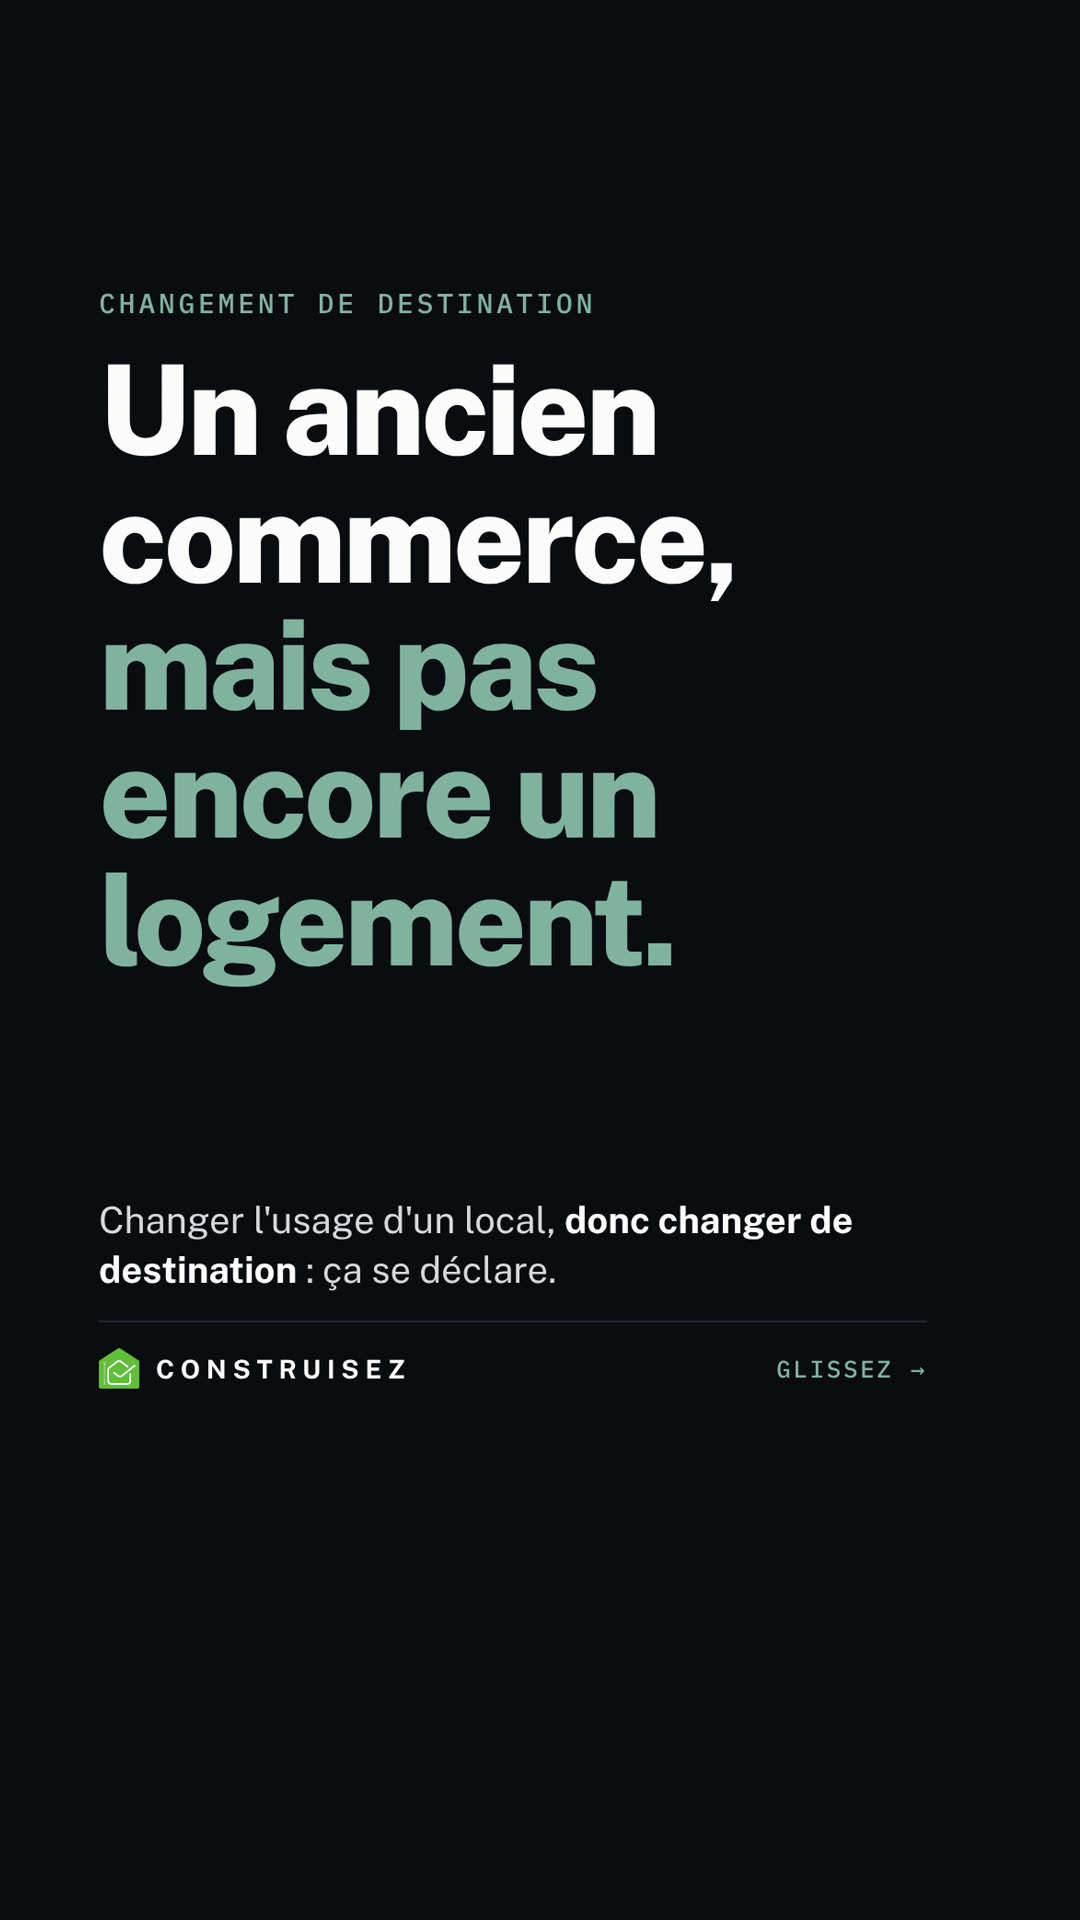 CHANGEMENT DE DESTINATION
Un ancien
commerce,
mais pas
encore un
logement.
Changer l'usage d'un local, donc changer de
destination : ça se déclare.
CONSTRUISEZ
GLISSEZ →